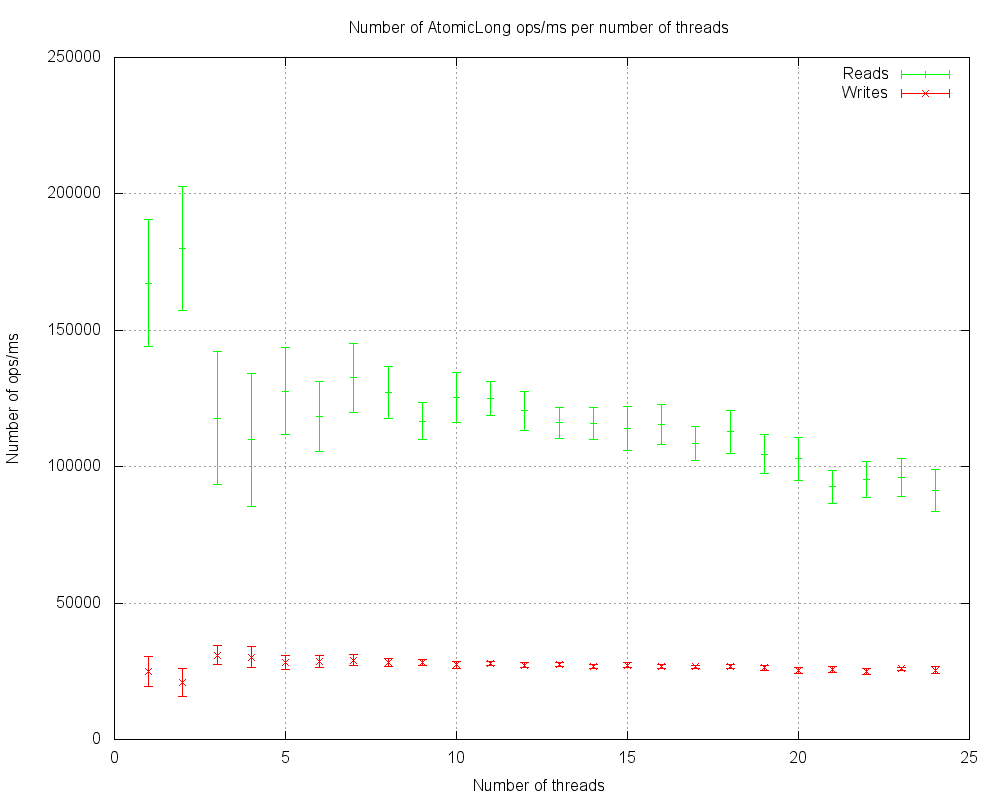 Number of AtomicLong ops/ms per number of threads
250000
200000
150000
100000
50000
0
Number of ops/ms
Reads
Writes
0 5 10 15 20 25
Number of threads